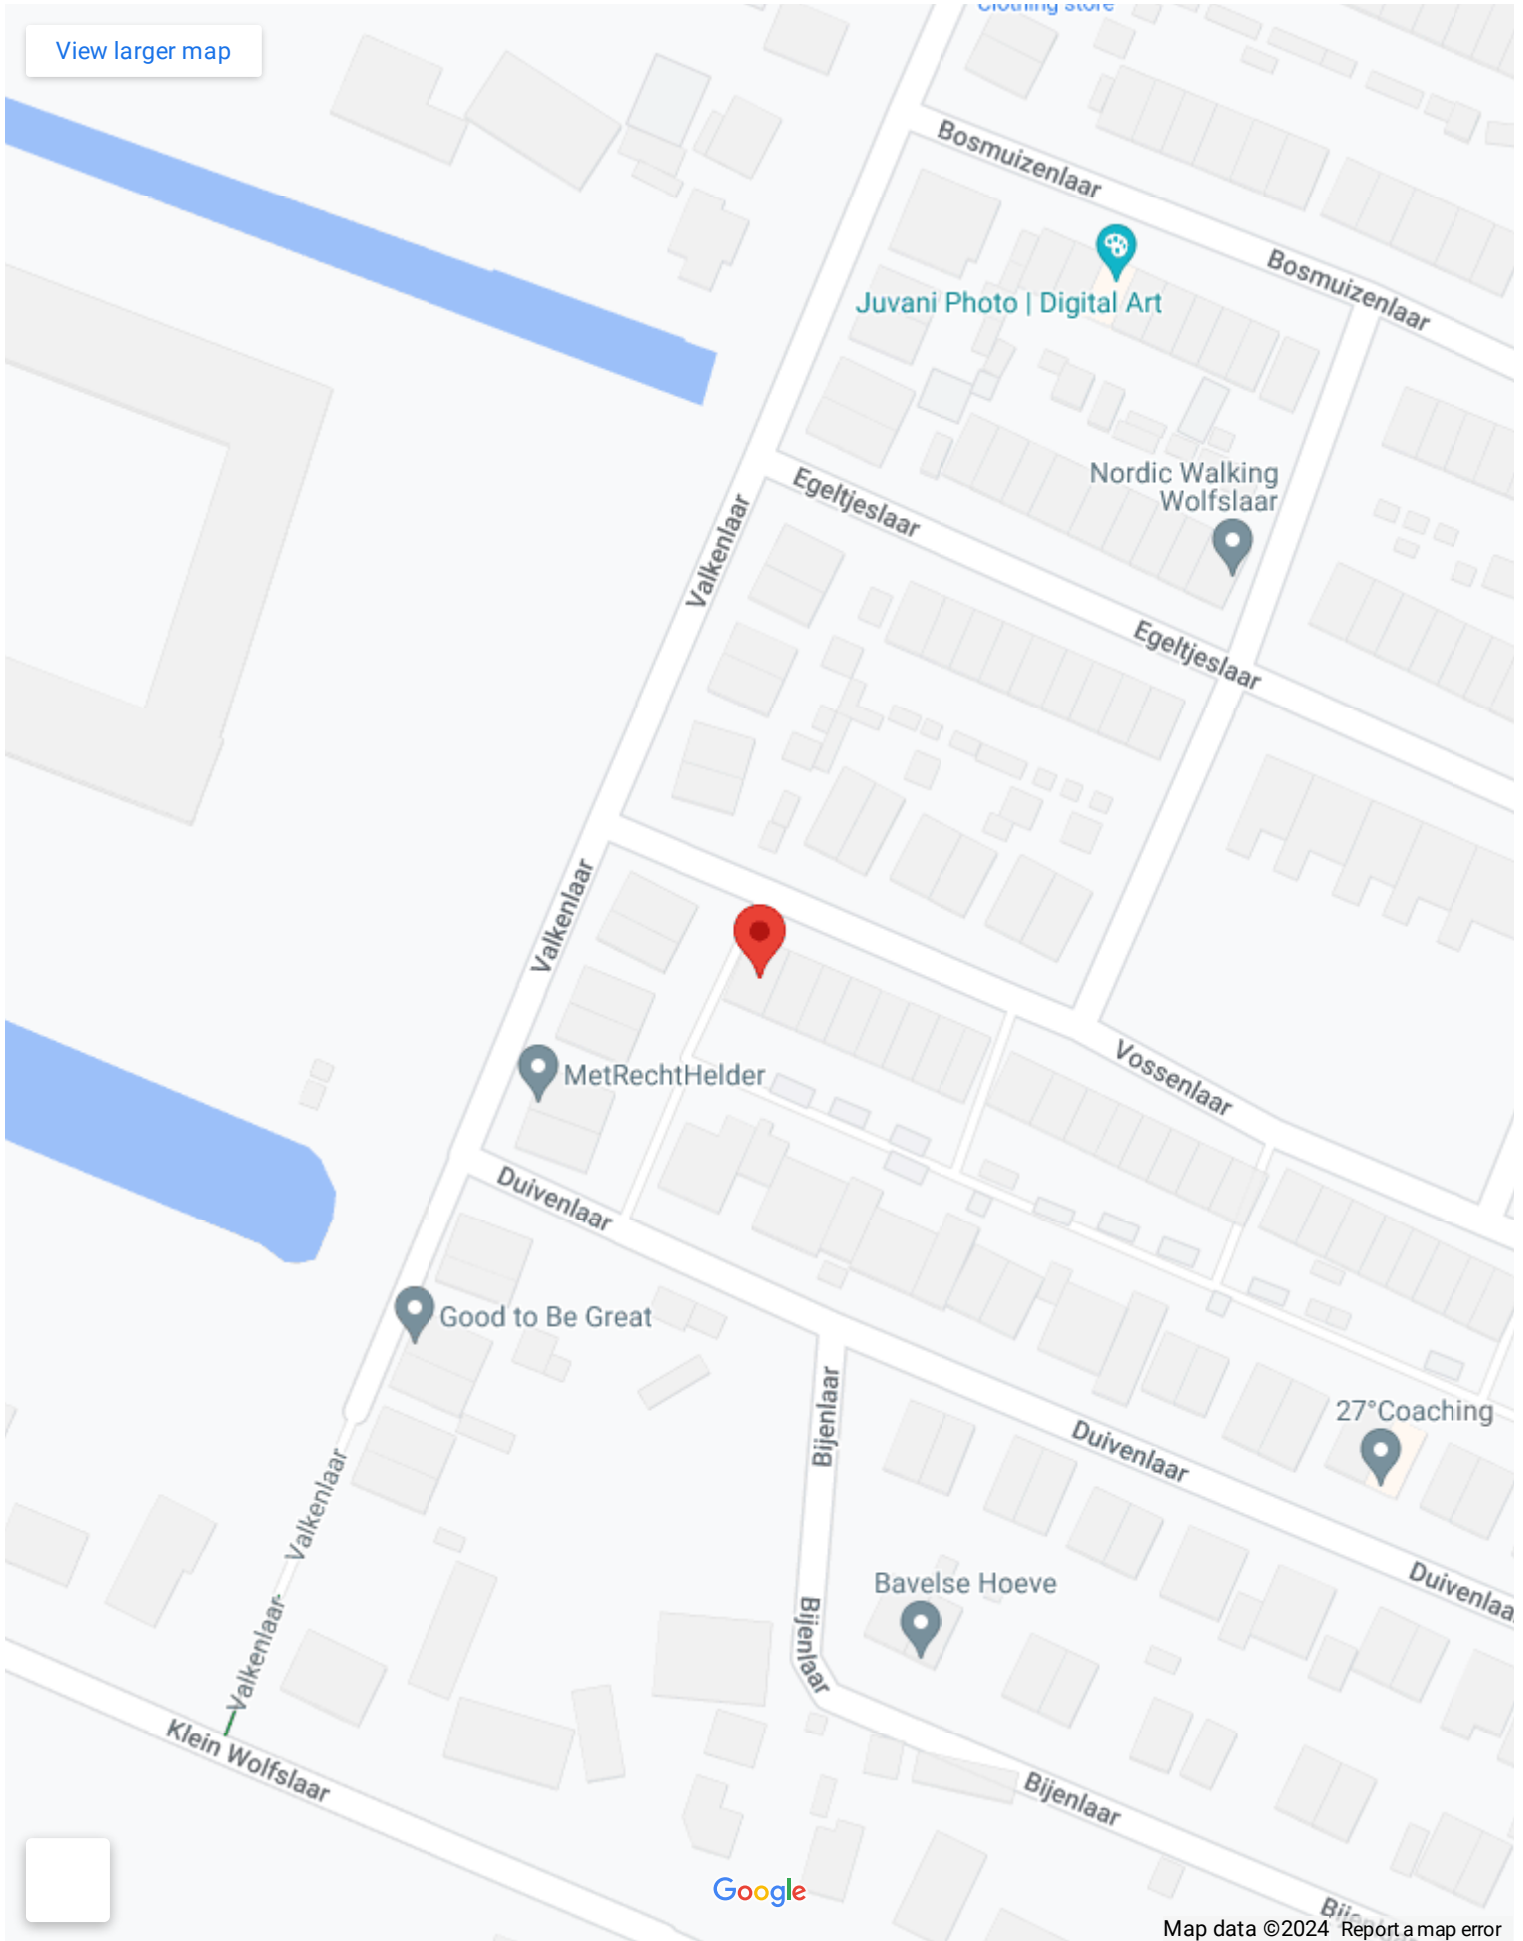 Clothing store
View larger map
Bosmuizenlaar
Bosmuizenlaar
Juvani Photo | Digital Art
Nordic Walking
Wolfslaar
Egeltjeslaar
Valkenlaar
Egeltjeslaar
Valkenlaar
MetRechtHelder
Vossenlaar
Duivenlaar
Good to Be Great
Bijenlaar
27°Coaching
Duivenlaar
Valkenlaar
Bavelse Hoeve
Duivenlaa
Bijenlaar
Valkenlaar
Klein Wolfslaar
Bijenlaar
Google
Map data ©2024 Report a map error